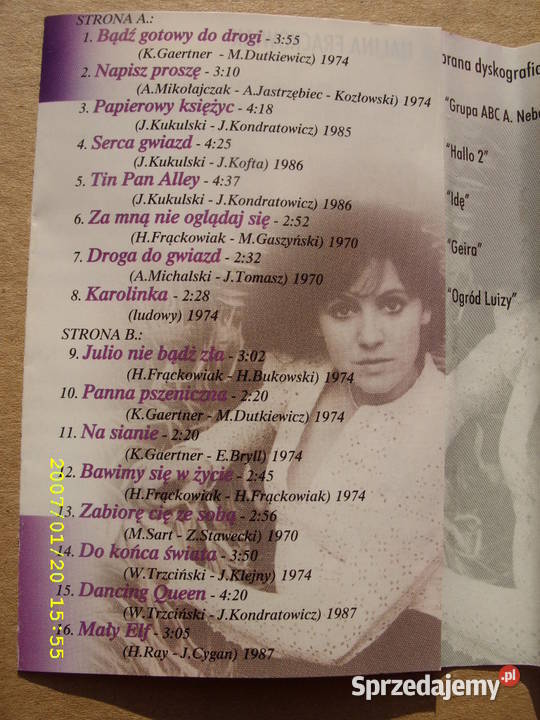 STRONA A.:
1. Bądź gotowy do drogi - 3:55
(K.Gaertner - M.Dutkiewicz) 1974
2. Napisz proszę - 3:10
(A.Mikołajczak - A.Jastrzębiec - Kozłowski) 1974
3. Papierowy księżyc - 4:18
(J.Kukulski - J.Kondratowicz) 1985
4. Serca gwiazd - 4:25
(J.Kukulski - J.Kofta) 1986
5. Tin Pan Alley - 4:37
(J.Kukulski - J.Kondratowicz) 1986
6. Za mną nie oglądaj się - 2:52
(H.Frąckowiak - M.Gaszyński) 1970
7. Droga do gwiazd - 2:32
(A.Michalski - J.Tomasz) 1970
8. Karolinka - 2:28
(ludowy) 1974
STRONA B.:
9. Julio nie bądź zła - 3:02
(H.Frąckowiak - H.Bukowski) 1974
10. Panna pszeniczna - 2:20
(K.Gaertner - M.Dutkiewicz) 1974
11. Na sianie - 2:20
(K.Gaertner - E.Bryll) 1974
12. Bawimy się w życie - 2:45
(H.Frąckowiak - H.Frąckowiak) 1974
13. Zabiorę cię ze sobą - 2:56
(M.Sart - Z.Stawecki) 1970
14. Do końca świata - 3:50
(W.Trzciński - J.Klejny) 1974
15. Dancing Queen - 4:20
(W.Trzciński - J.Kondratowicz) 1987
16. Mały Elf - 3:05
(H.Ray - J.Cygan) 1987
brana dyskografia
"Grupa ABC A. Neb
"Hallo 2"
"Idę"
"Geira"
"Ogród Luizy"
2007/01/20 15:55
Sprzedajemy.pl